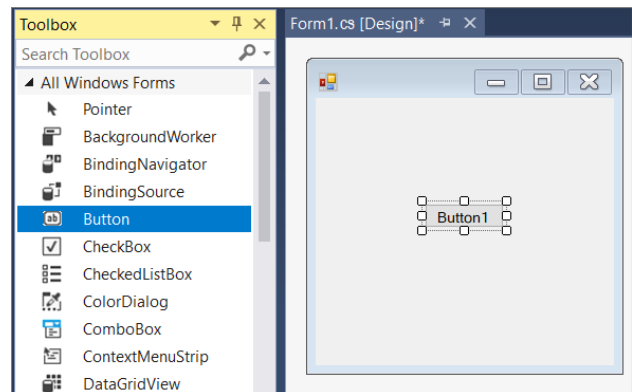 Toolbox
Search Toolbox
All Windows Forms
Pointer
BackgroundWorker
BindingNavigator
BindingSource
Button
CheckBox
CheckedListBox
ColorDialog
ComboBox
ContextMenuStrip
DataGridView
Form1.cs [Design]*
Button1